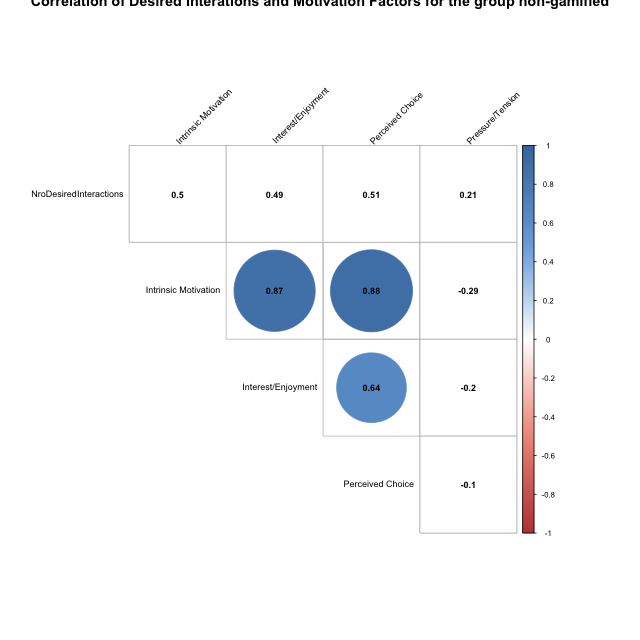 Correlation of Desired Interations and Motivation Factors for the group non-gamified
Intrinsic Motivation
Interest/Enjoyment
Perceived Choice
Pressure/Tension
NroDesiredInteractions 0.5 0.49 0.51 0.21
Intrinsic Motivation 0.87 0.88 -0.29
Interest/Enjoyment 0.64 -0.2
Perceived Choice -0.1
1
0.8
0.6
0.4
0.2
0
-0.2
-0.4
-0.6
-0.8
-1